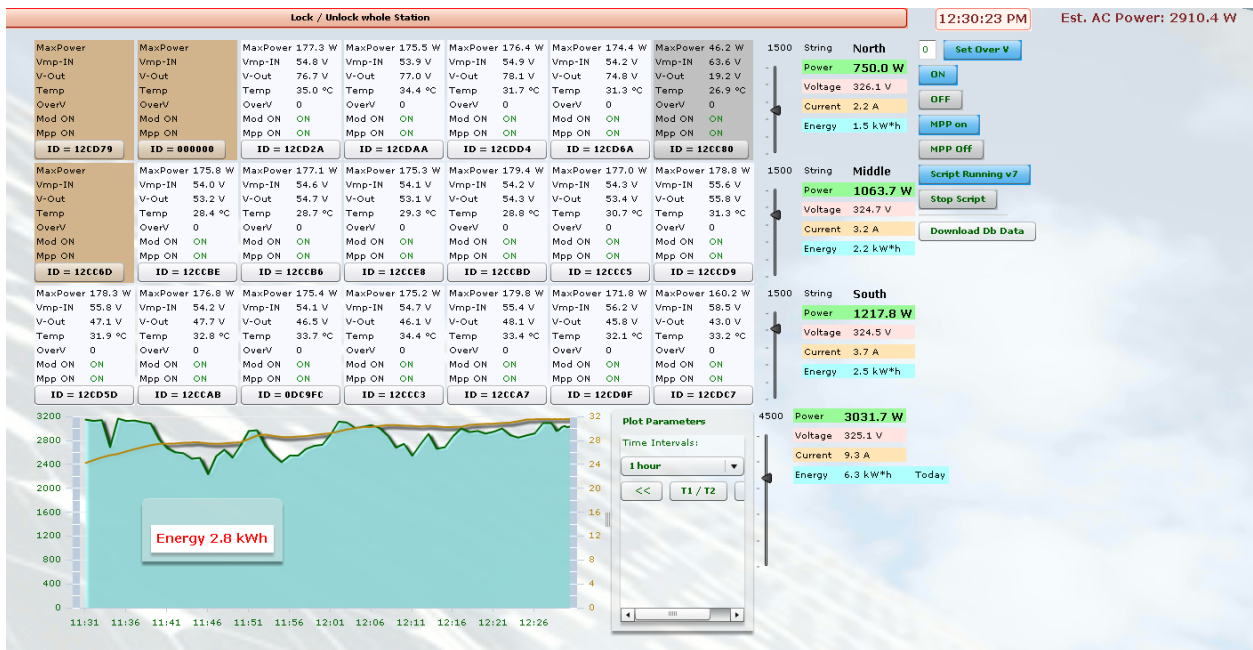 Lock / Unlock whole Station
12:30:23 PM
Est. AC Power: 2910.4 W
MaxPower MaxPower MaxPower 177.3 W MaxPower 175.5 W MaxPower 176.4 W MaxPower 174.4 W MaxPower 46.2 W
Vmp-IN Vmp-IN Vmp-IN 54.8 V Vmp-IN 53.9 V Vmp-IN 54.9 V Vmp-IN 54.2 V Vmp-IN 63.6 V
V-Out V-Out V-Out 76.7 V V-Out 77.0 V V-Out 78.1 V V-Out 74.8 V V-Out 19.2 V
Temp Temp Temp 35.0 ºC Temp 34.4 ºC Temp 31.7 ºC Temp 31.3 ºC Temp 26.9 ºC
OverV OverV OverV 0 OverV 0 OverV 0 OverV 0 OverV 0
Mod ON Mod ON Mod ON ON Mod ON ON Mod ON ON Mod ON ON Mod ON ON
Mpp ON Mpp ON Mpp ON ON Mpp ON ON Mpp ON ON Mpp ON ON Mpp ON ON
ID = 12CD79 ID = 000000 ID = 12CD2A ID = 12CDAA ID = 12CDD4 ID = 12CD6A ID = 12CC80
1500 String North
Power 750.0 W
Voltage 326.1 V
Current 2.2 A
Energy 1.5 kW*h
0 Set Over V
ON
OFF
MPP on
MPP Off
Script Running v7
Stop Script
Download Db Data
MaxPower MaxPower 175.8 W MaxPower 177.1 W MaxPower 175.3 W MaxPower 179.4 W MaxPower 177.0 W MaxPower 178.8 W
Vmp-IN Vmp-IN 54.0 V Vmp-IN 54.6 V Vmp-IN 54.1 V Vmp-IN 54.2 V Vmp-IN 54.3 V Vmp-IN 55.6 V
V-Out V-Out 53.2 V V-Out 54.7 V V-Out 53.1 V V-Out 54.3 V V-Out 53.4 V V-Out 55.8 V
Temp Temp 28.4 ºC Temp 28.7 ºC Temp 29.3 ºC Temp 28.8 ºC Temp 30.7 ºC Temp 31.3 ºC
OverV OverV 0 OverV 0 OverV 0 OverV 0 OverV 0 OverV 0
Mod ON Mod ON ON Mod ON ON Mod ON ON Mod ON ON Mod ON ON Mod ON ON
Mpp ON Mpp ON ON Mpp ON ON Mpp ON ON Mpp ON ON Mpp ON ON Mpp ON ON
ID = 12CC6D ID = 12CCBE ID = 12CCB6 ID = 12CCE8 ID = 12CCBD ID = 12CCC5 ID = 12CCD9
1500 String Middle
Power 1063.7 W
Voltage 324.7 V
Current 3.2 A
Energy 2.2 kW*h
MaxPower 178.3 W MaxPower 176.8 W MaxPower 175.4 W MaxPower 175.2 W MaxPower 179.8 W MaxPower 171.8 W MaxPower 160.2 W
Vmp-IN 55.8 V Vmp-IN 54.2 V Vmp-IN 54.1 V Vmp-IN 54.7 V Vmp-IN 55.4 V Vmp-IN 56.2 V Vmp-IN 58.5 V
V-Out 47.1 V V-Out 47.7 V V-Out 46.5 V V-Out 46.1 V V-Out 48.1 V V-Out 45.8 V V-Out 43.0 V
Temp 31.9 ºC Temp 32.8 ºC Temp 33.7 ºC Temp 34.4 ºC Temp 33.4 ºC Temp 32.1 ºC Temp 33.2 ºC
OverV 0 OverV 0 OverV 0 OverV 0 OverV 0 OverV 0 OverV 0
Mod ON ON Mod ON ON Mod ON ON Mod ON ON Mod ON ON Mod ON ON Mod ON ON
Mpp ON ON Mpp ON ON Mpp ON ON Mpp ON ON Mpp ON ON Mpp ON ON Mpp ON ON
ID = 12CD5D ID = 12CCAB ID = 0DC9FC ID = 12CCC3 ID = 12CCA7 ID = 12CD0F ID = 12CDC7
1500 String South
Power 1217.8 W
Voltage 324.5 V
Current 3.7 A
Energy 2.5 kW*h
3200 32
2800 28
2400 24
2000 20
1600 16
1200 12
800 8
400 4
0 0
Energy 2.8 kWh
11:31 11:36 11:41 11:46 11:51 11:56 12:01 12:06 12:11 12:16 12:21 12:26
Plot Parameters
Time Intervals:
1 hour
<< T1 / T2
4500 Power 3031.7 W
Voltage 325.1 V
Current 9.3 A
Energy 6.3 kW*h Today